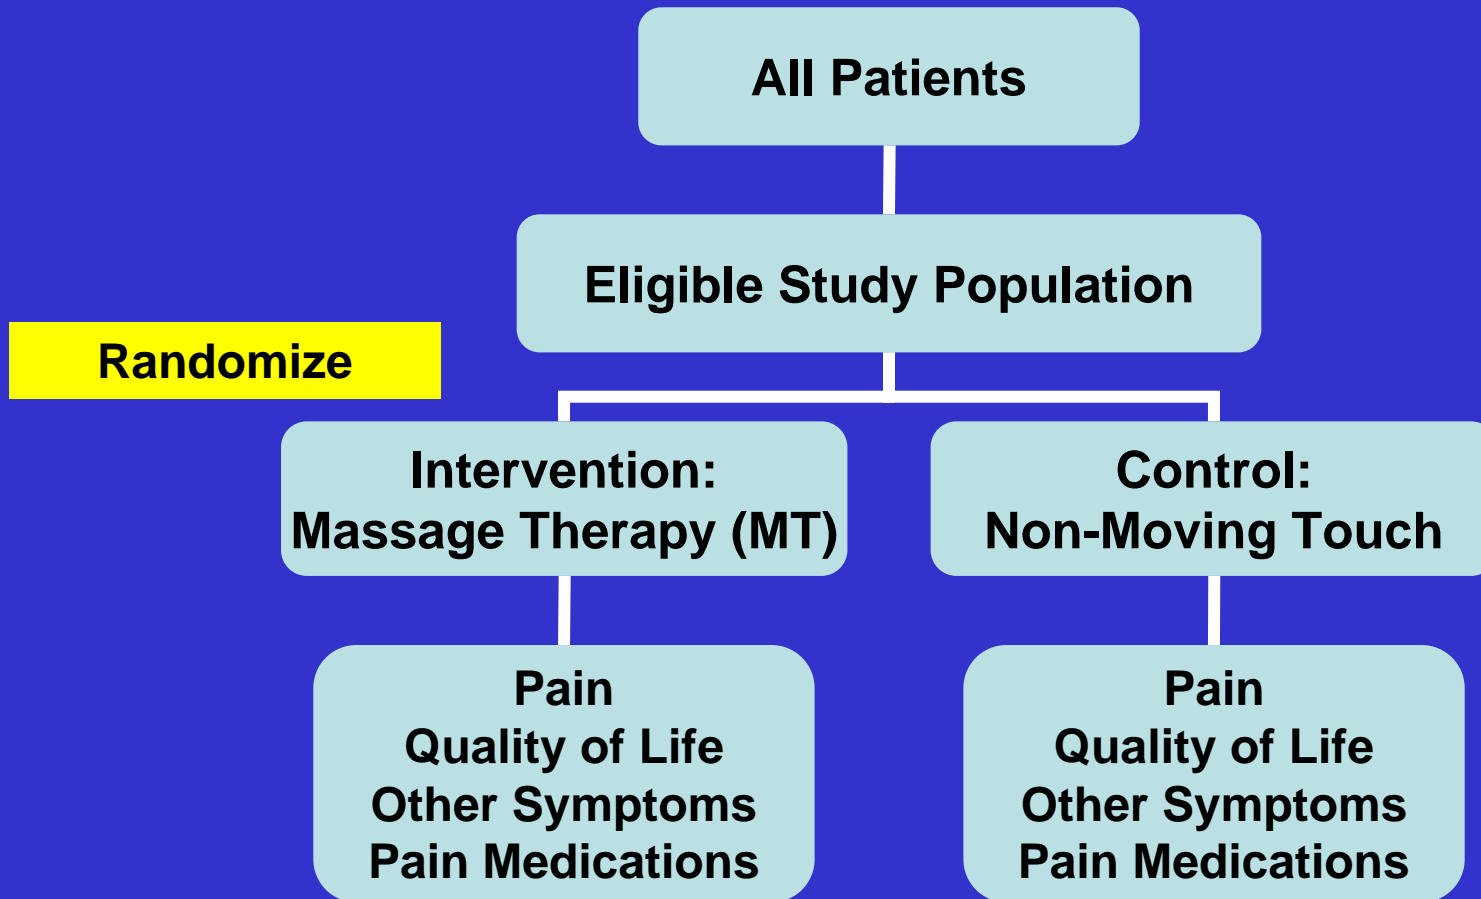 All Patients
Eligible Study Population
Randomize
Intervention:
Massage Therapy (MT)
Control:
Non-Moving Touch
Pain
Quality of Life
Other Symptoms
Pain Medications
Pain
Quality of Life
Other Symptoms
Pain Medications